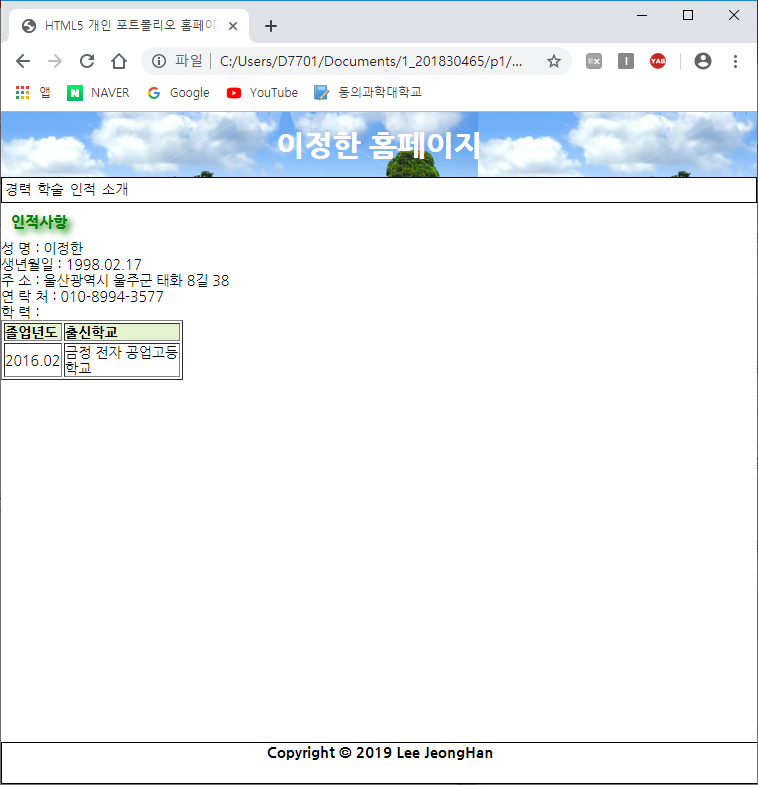 HTML5 개인 포트폴리오 홈페이지
파일 C:/Users/D7701/Documents/1_201830465/p1/...
EX I YAB
앱 NAVER Google YouTube 동의과학대학교
이정한 홈페이지
경력 학술 인적 소개
인적사항
성 명 : 이정한
생년월일 : 1998.02.17
주 소 : 울산광역시 울주군 태화 8길 38
연 락 처 : 010-8994-3577
학 력 :
졸업년도 출신학교
2016.02 금정 전자 공업고등
학교
Copyright © 2019 Lee JeongHan